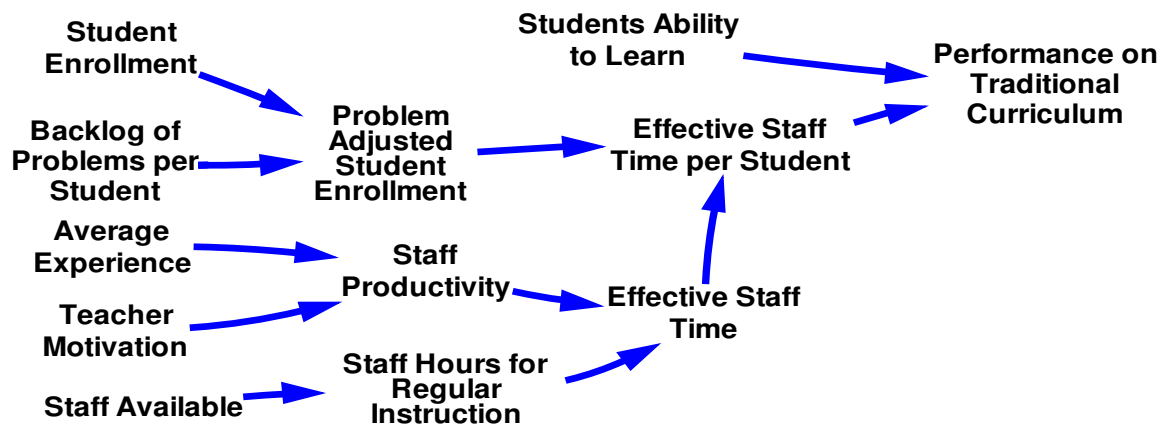 Student
Enrollment
Backlog of
Problems per
Student
Average
Experience
Teacher
Motivation
Staff Available
Problem
Adjusted
Student
Enrollment
Staff
Productivity
Staff Hours for
Regular
Instruction
Students Ability
to Learn
Effective Staff
Time per Student
Effective Staff
Time
Performance on
Traditional
Curriculum